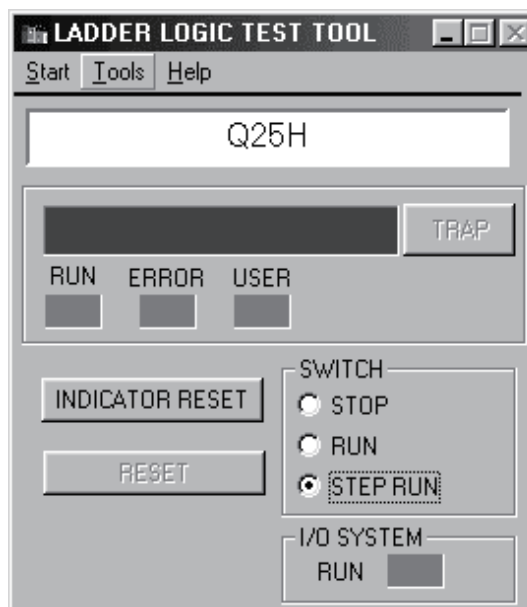 LADDER LOGIC TEST TOOL
Start Tools Help
Q25H
TRAP
RUN ERROR USER
INDICATOR RESET
RESET
SWITCH
STOP
RUN
STEP RUN
I/O SYSTEM
RUN